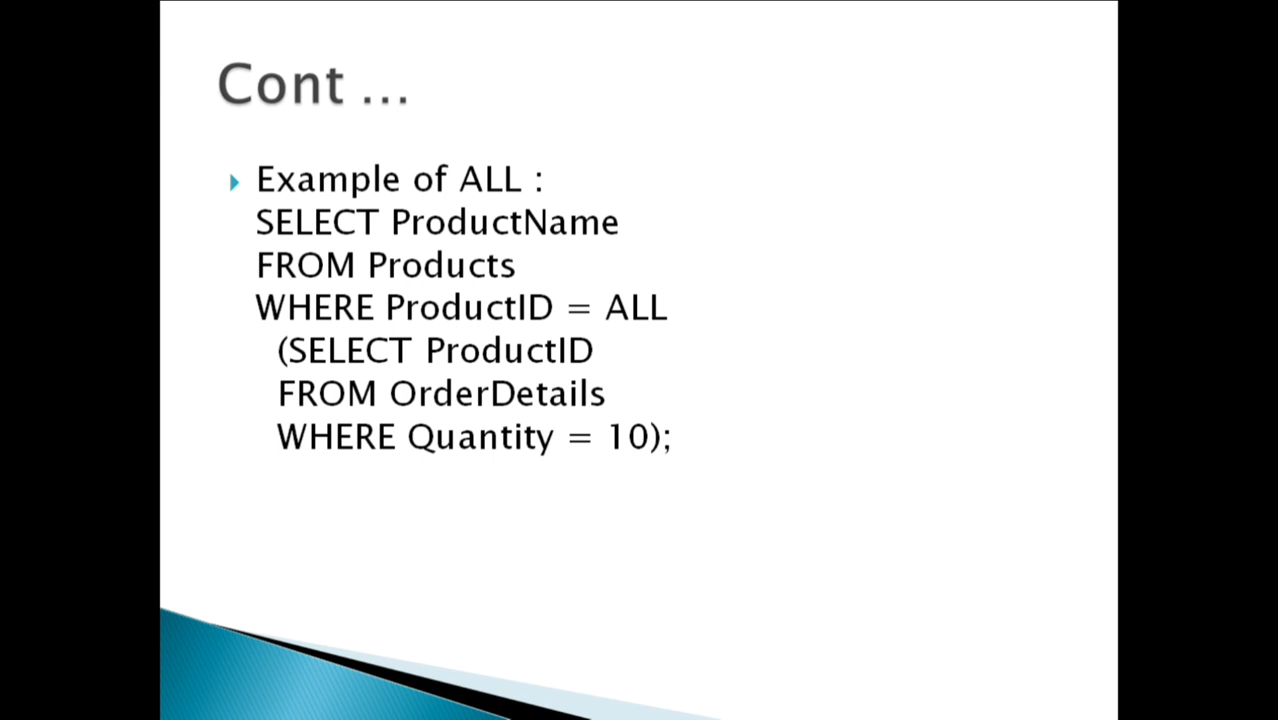 Cont ...
Example of ALL :
SELECT ProductName
FROM Products
WHERE ProductID = ALL
(SELECT ProductID
FROM OrderDetails
WHERE Quantity = 10);